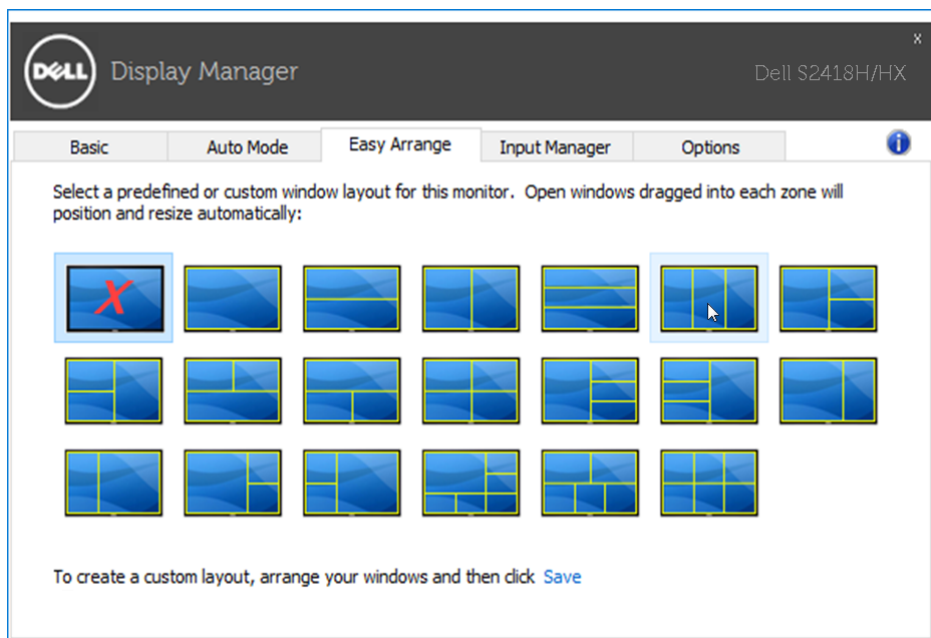 x
DELL
Display Manager
Dell S2418H/HX
Basic
Auto Mode
Easy Arrange
Input Manager
Options
i
Select a predefined or custom window layout for this monitor. Open windows dragged into each zone will
position and resize automatically:
X
To create a custom layout, arrange your windows and then click Save